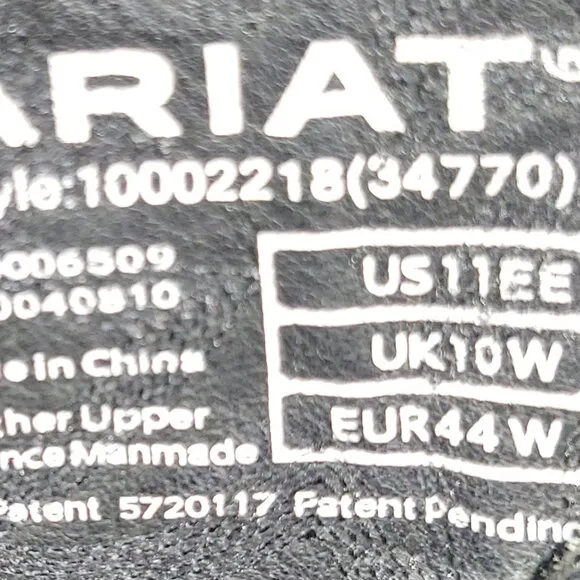 ARIAT
yle:10002218(34770)
006509
0040810
US11EE
UK10W
EUR44W
e in China
her Upper
nce Manmade
Patent 5720117 Patent Pending